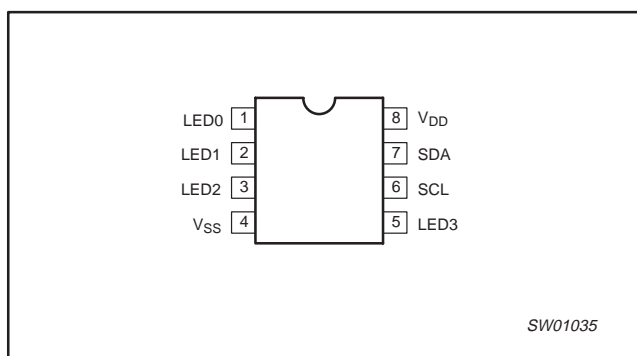 LED0 1 8 VDD
LED1 2 7 SDA
LED2 3 6 SCL
VSS 4 5 LED3
SW01035